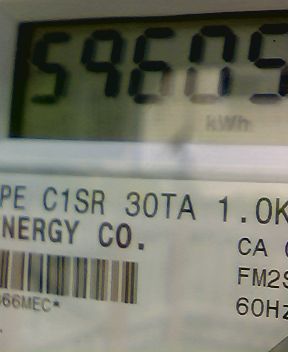 59605
kWh
PE C1SR 30TA 1.0K
NERGY CO.
CA
FM2S
66MEC*
60Hz